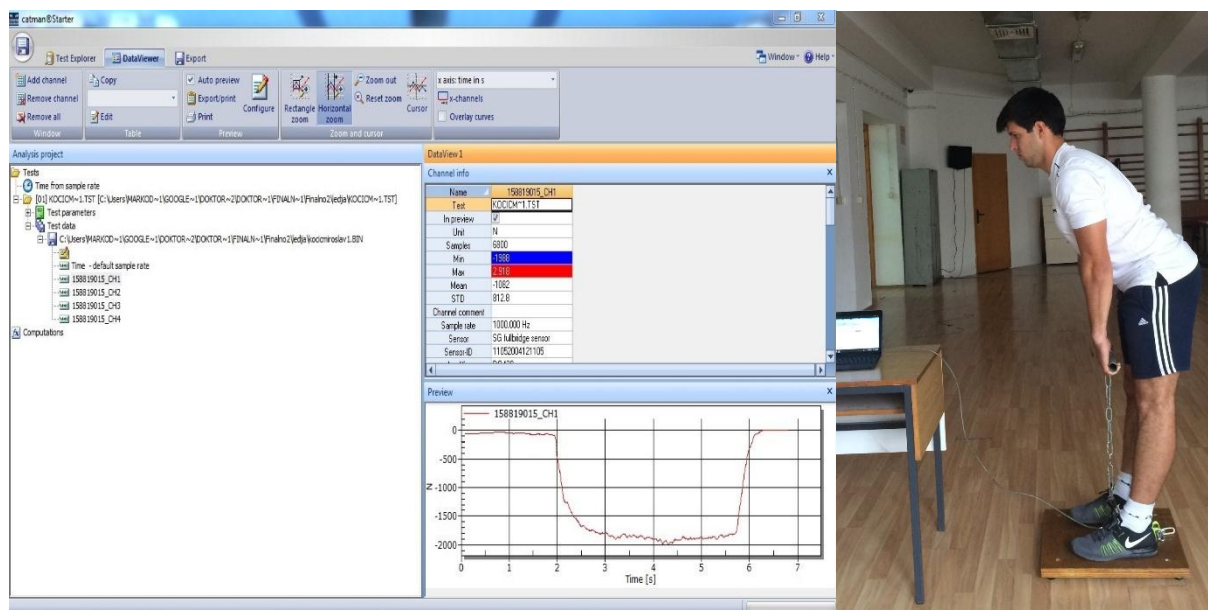 catman®Starter
Test Explorer DataViewer Export
Window Help
Add channel
Remove channel
Remove all
Window
Copy
Edit
Table
Auto preview
Export/print
Print
Configure
Preview
Rectangle zoom
Horizontal zoom
Zoom out
Reset zoom
Cursor
Zoom and cursor
x axis: time in s
x-channels
Overlay curves
Analysis project
Tests
Time from sample rate
[01] KOCICM~1.TST [C:\Users\MARKOD~1\GOOGLE~1\DOKTOR~2\DOKTOR~2\FINALN~1\Finalno2\ledja\KOCICM~1.TST]
Test parameters
Test data
C:\Users\MARKOD~1\GOOGLE~1\DOKTOR~2\DOKTOR~2\FINALN~1\Finalno2\ledja\kocicmiroslav1.BIN
Time - default sample rate
158819015_CH1
158819015_CH2
158819015_CH3
158819015_CH4
Computations
DataView 1
Channel info
Name 158819015_CH1
Test KOCICM~1.TST
In preview
Unit N
Samples 6800
Min -1988
Max 2.918
Mean -1082
STD 812.8
Channel comment
Sample rate 1000.000 Hz
Sensor SG fullbridge sensor
Sensor-ID 11052004121105
Preview
158819015_CH1
0
-500
N -1000
-1500
-2000
0 1 2 3 4 5 6 7
Time [s]
adidas